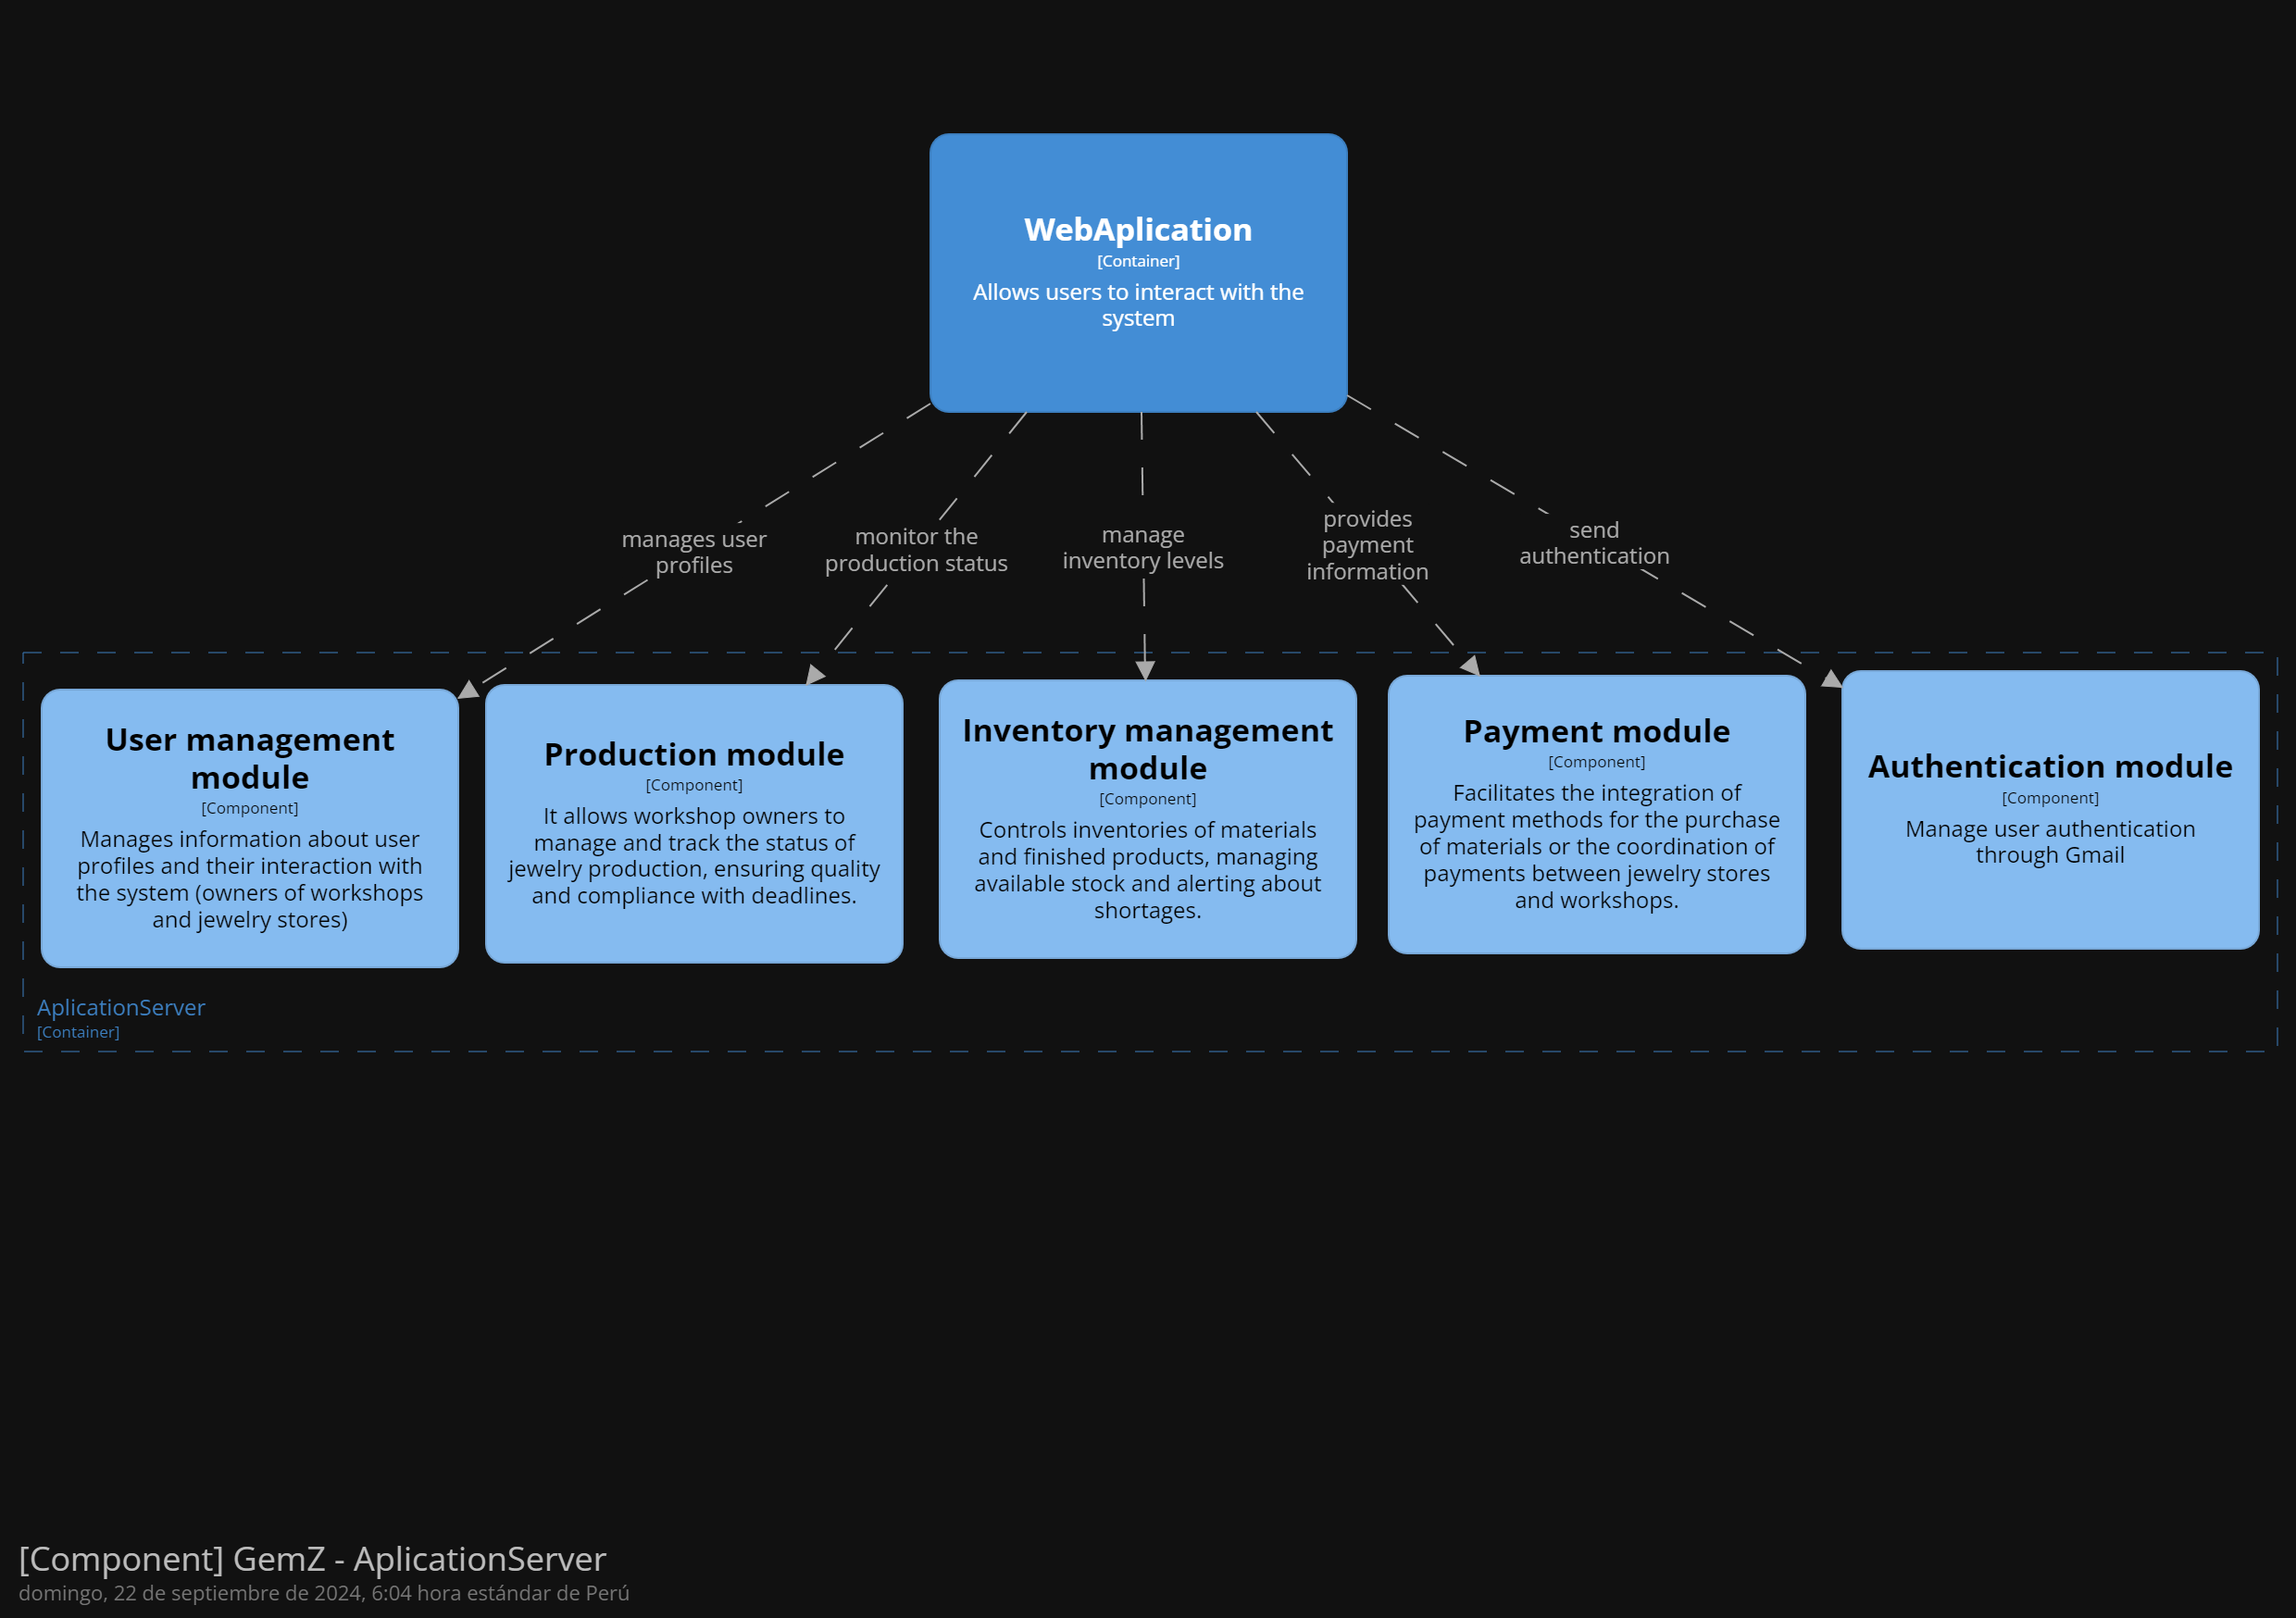 WebAplication
[Container]
Allows users to interact with the
system
manages user
profiles
monitor the
production status
manage
inventory levels
provides
payment
information
send
authentication
User management
module
[Component]
Manages information about user
profiles and their interaction with
the system (owners of workshops
and jewelry stores)
Production module
[Component]
It allows workshop owners to
manage and track the status of
jewelry production, ensuring quality
and compliance with deadlines.
Inventory management
module
[Component]
Controls inventories of materials
and finished products, managing
available stock and alerting about
shortages.
Payment module
[Component]
Facilitates the integration of
payment methods for the purchase
of materials or the coordination of
payments between jewelry stores
and workshops.
Authentication module
[Component]
Manage user authentication
through Gmail
AplicationServer
[Container]
[Component] GemZ - AplicationServer
domingo, 22 de septiembre de 2024, 6:04 hora estándar de Perú